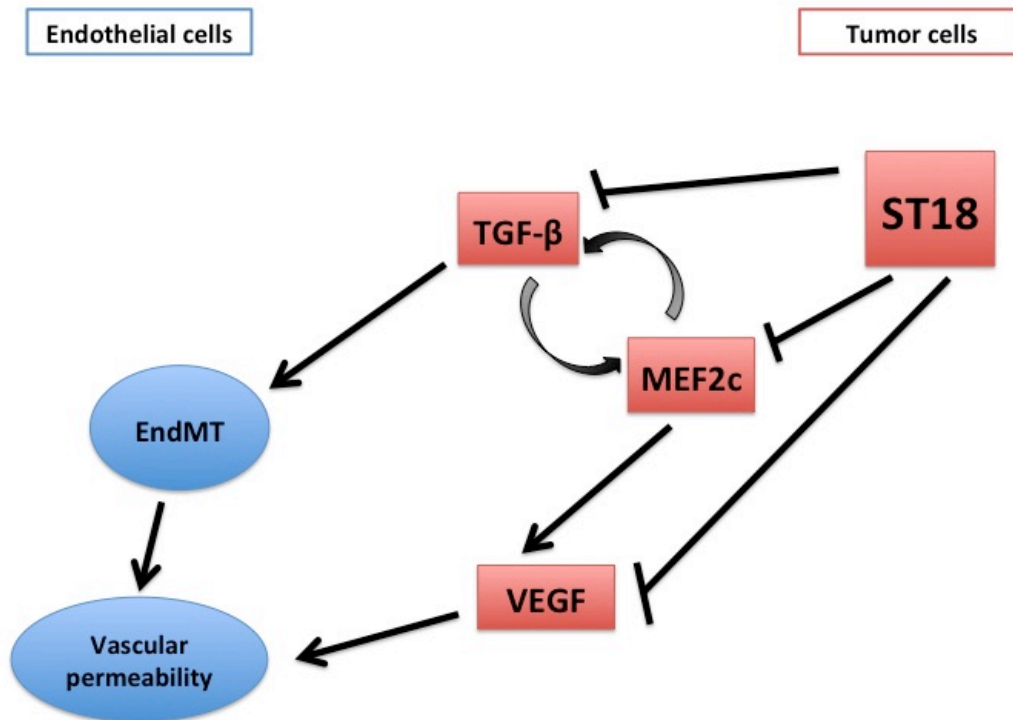 Endothelial cells
Tumor cells
ST18
TGF-β
MEF2c
EndMT
VEGF
Vascular
permeability